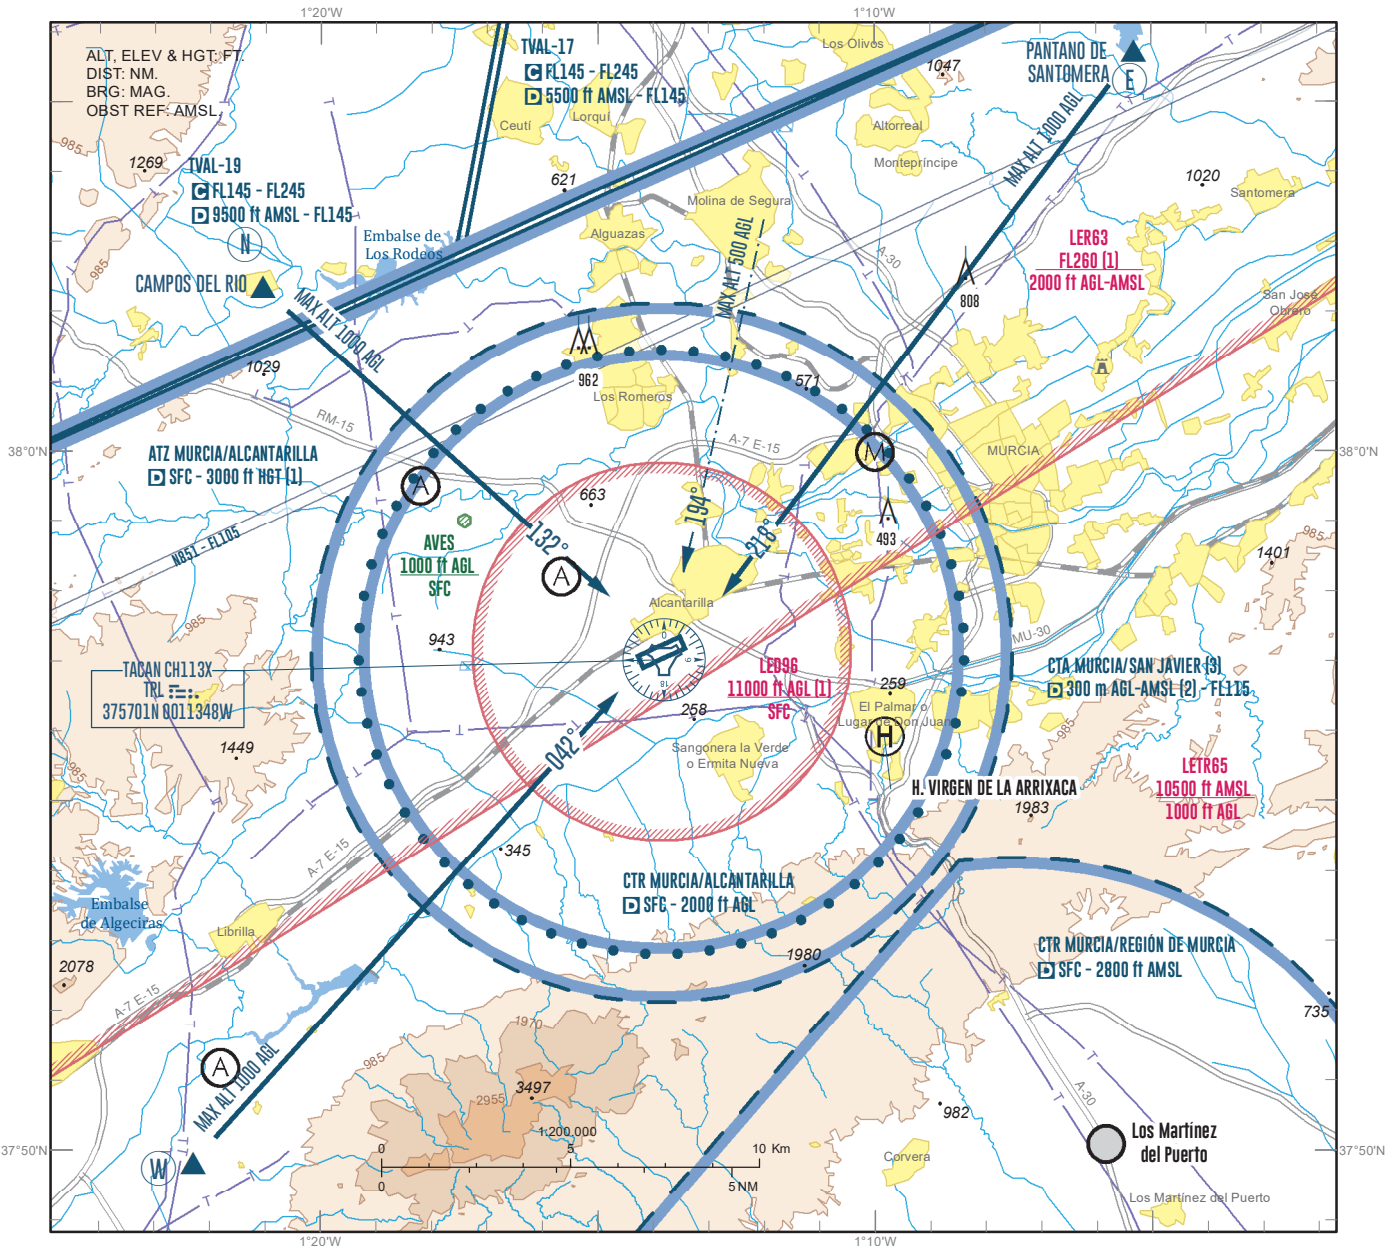 1°20'W
1°10'W
ALT, ELEV & HGT: FT.
DIST: NM.
BRG: MAG.
OBST REF: AMSL.
TVAL-17
C FL145 - FL245
D 5500 ft AMSL - FL145
Ceutí
Lorquí
Los Olivos
1047
PANTANO DE
SANTOMERA
E
MAX ALT 1000 AGL
Altorreal
Montepríncipe
985
1269
TVAL-19
C FL145 - FL245
D 9500 ft AMSL - FL145
621
Molina de Segura
1020
Santomera
N
Embalse de
Los Rodeos
Alguazas
MAX ALT 500 AGL
A-30
LER63
FL260 (1)
2000 ft AGL-AMSL
985
CAMPOS DEL RIO
MAX ALT 1000 AGL
808
San José
Obrero
1029
962
571
Los Romeros
RM-15
A-7 E-15
M
MURCIA
38°0'N
38°0'N
ATZ MURCIA/ALCANTARILLA
D SFC - 3000 ft HGT (1)
A
663
194°
218°
132°
493
N851 - FL105
AVES
1000 ft AGL
SFC
A
985
1401
Alcantarilla
985
943
MU-30
0
9
18
TACAN CH113X
TRL
375701N 0011348W
LED96
11000 ft AGL (1)
SFC
CTA MURCIA/SAN JAVIER (3)
D 300 m AGL-AMSL (2) - FL115
259
258
El Palmar o
Lugar de Don Juan
H
985
1449
042°
Sangonera la Verde
o Ermita Nueva
985
H. VIRGEN DE LA ARRIXACA
1983
LETR65
10500 ft AMSL
1000 ft AGL
A-7 E-15
345
CTR MURCIA/ALCANTARILLA
D SFC - 2000 ft AGL
Embalse
de Algeciras
Librilla
CTR MURCIA/REGIÓN DE MURCIA
D SFC - 2800 ft AMSL
1980
2078
A-7 E-15
735
1970
985
A
MAX ALT 1000 AGL
3497
2955
982
A-30
1:200.000
0
5
10 Km
0
5 NM
W
Corvera
Los Martínez
del Puerto
37°50'N
37°50'N
Los Martínez del Puerto
1°20'W
1°10'W